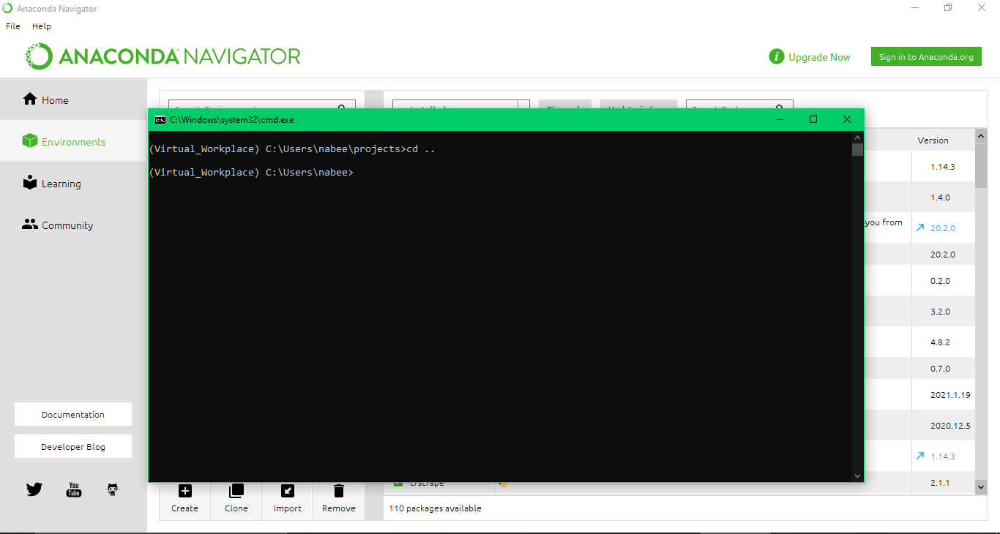 Anaconda Navigator
File Help
ANACONDA NAVIGATOR
Upgrade Now
Sign in to Anaconda.org
Home
Environments
Learning
Community
Documentation
Developer Blog
You
Tube
C:\Windows\system32\cmd.exe
(Virtual_Workplace) C:\Users\nabee\projects>cd ..
(Virtual_Workplace) C:\Users\nabee>
Version
1.14.3
1.4.0
you from
20.2.0
20.2.0
0.2.0
3.2.0
4.8.2
0.7.0
2021.1.19
2020.12.5
1.14.3
crscrape
2.1.1
Create Clone Import Remove
110 packages available